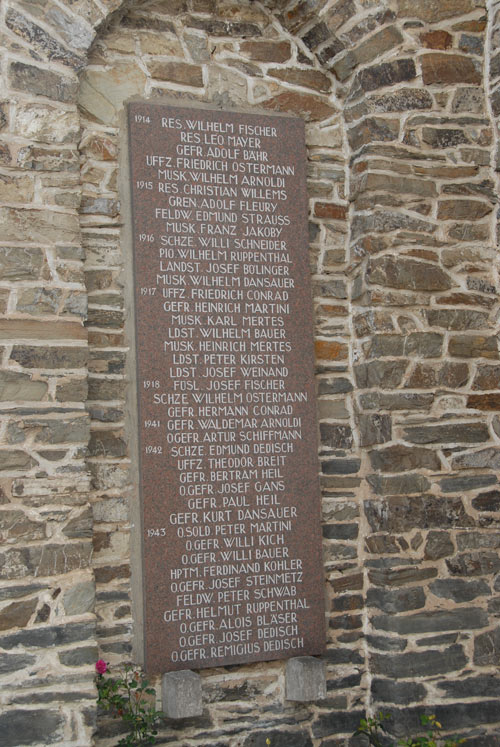 1914 RES. WILHELM FISCHER
RES. LEO MAYER
GEFR. ADOLF BÄHR
UFFZ. FRIEDRICH OSTERMANN
MUSK. WILHELM ARNOLDI
1915 RES. CHRISTIAN WILLEMS
GREN. ADOLF FLEURY
FELDW. EDMUND STRAUSS
MUSK. FRANZ JAKOBY
1916 SCHZE. WILLI SCHNEIDER
PIO. WILHELM RUPPENTHAL
LANDST. JOSEF BOLINGER
MUSK. WILHELM DANSAUER
1917 UFFZ. FRIEDRICH CONRAD
GEFR. HEINRICH MARTINI
MUSK. KARL MERTES
LDST. WILHELM BAUER
MUSK. HEINRICH MERTES
LDST. PETER KIRSTEN
LDST. JOSEF WEINAND
1918 FÜSL. JOSEF FISCHER
SCHZE. WILHELM OSTERMANN
GEFR. HERMANN CONRAD
1941 GEFR. WALDEMAR ARNOLDI
O.GEFR. ARTUR SCHIFFMANN
1942 SCHZE. EDMUND DEDISCH
UFFZ. THEODOR BREIT
GEFR. BERTRAM HEIL
O.GEFR. JOSEF GANS
GEFR. PAUL HEIL
GEFR. KURT DANSAUER
1943 O.SOLD. PETER MARTINI
O.GEFR. WILLI KICH
O.GEFR. WILLI BAUER
HPTM. FERDINAND KOHLER
O.GEFR. JOSEF STEINMETZ
FELDW. PETER SCHWAB
GEFR. HELMUT RUPPENTHAL
O.GEFR. ALOIS BLÄSER
O.GEFR. JOSEF DEDISCH
O.GEFR. REMIGIUS DEDISCH